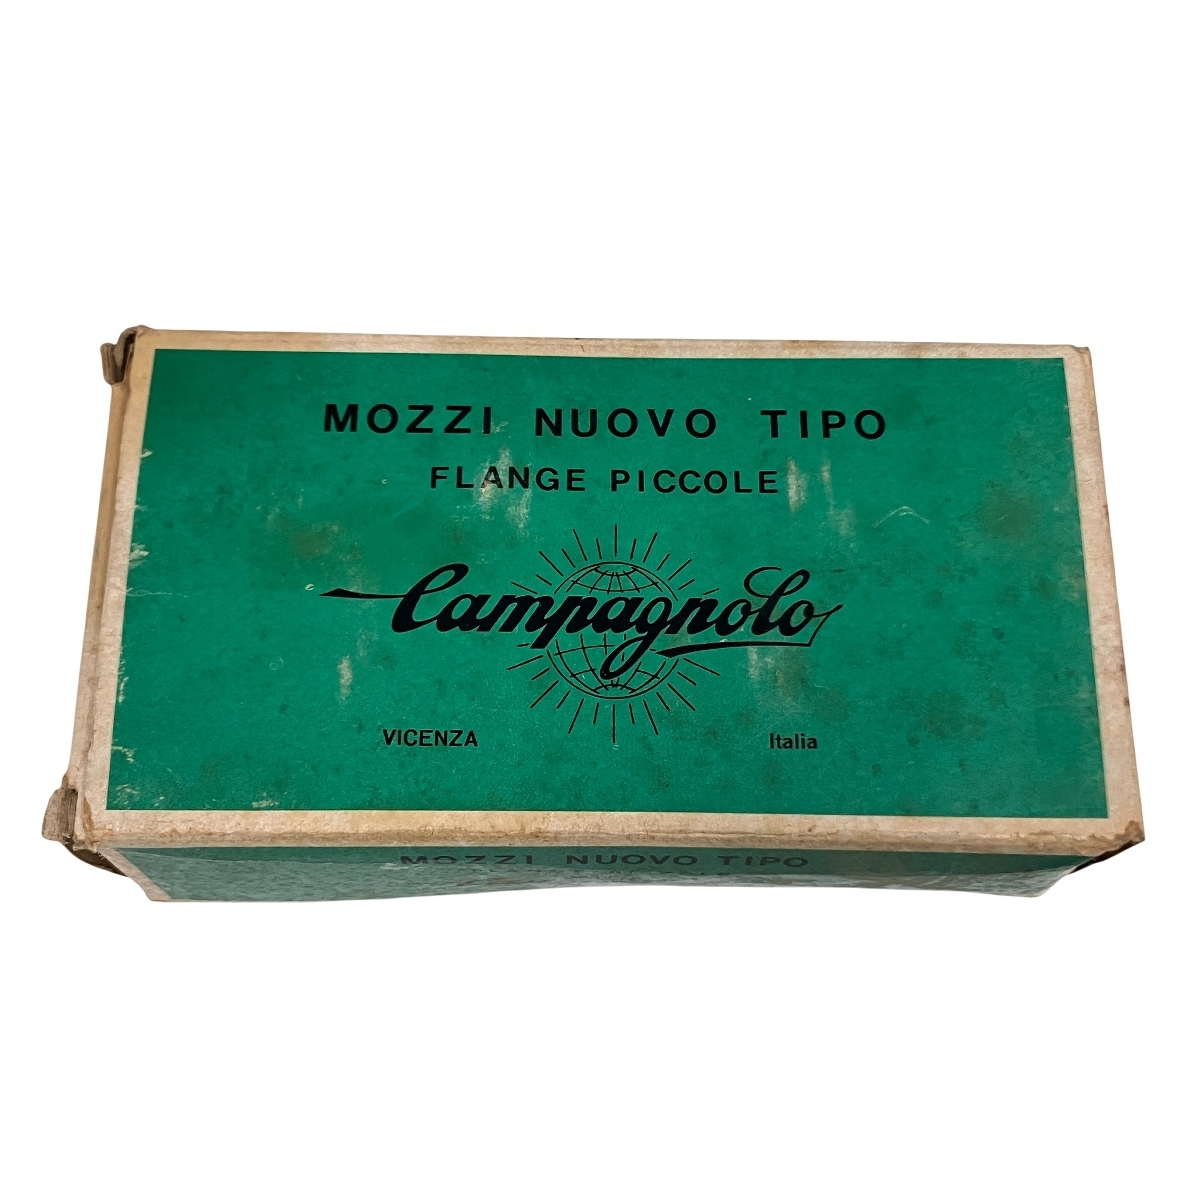 MOZZI NUOVO TIPO
FLANGE PICCOLE
Campagnolo
VICENZA Italia
MOZZI NUOVO TIPO